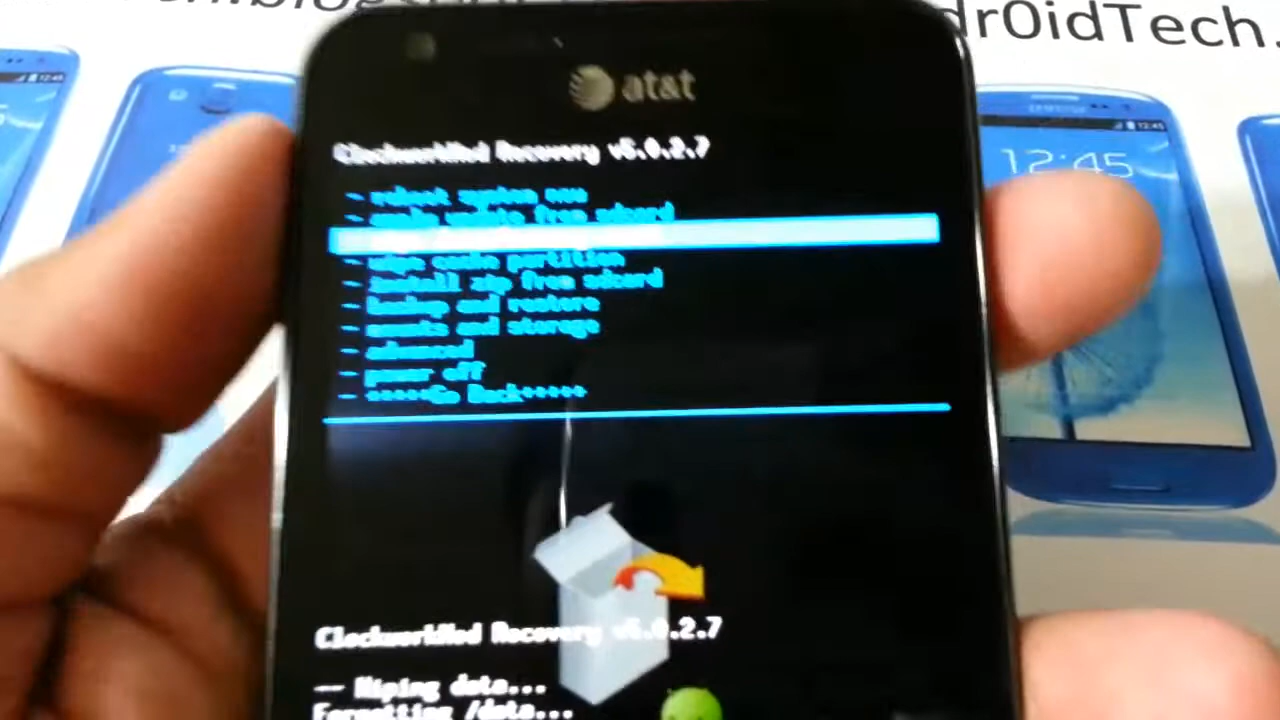 dr0idTech.
12:45
at&t
ClockworkMod Recovery v5.0.2.7
- reboot system now
- apply update from sdcard
- wipe cache partition
- install zip from sdcard
- backup and restore
- mounts and storage
- advanced
- power off
- +++++Go Back+++++
12:45
ClockworkMod Recovery v5.0.2.7
-- Wiping data...
Formatting /data...